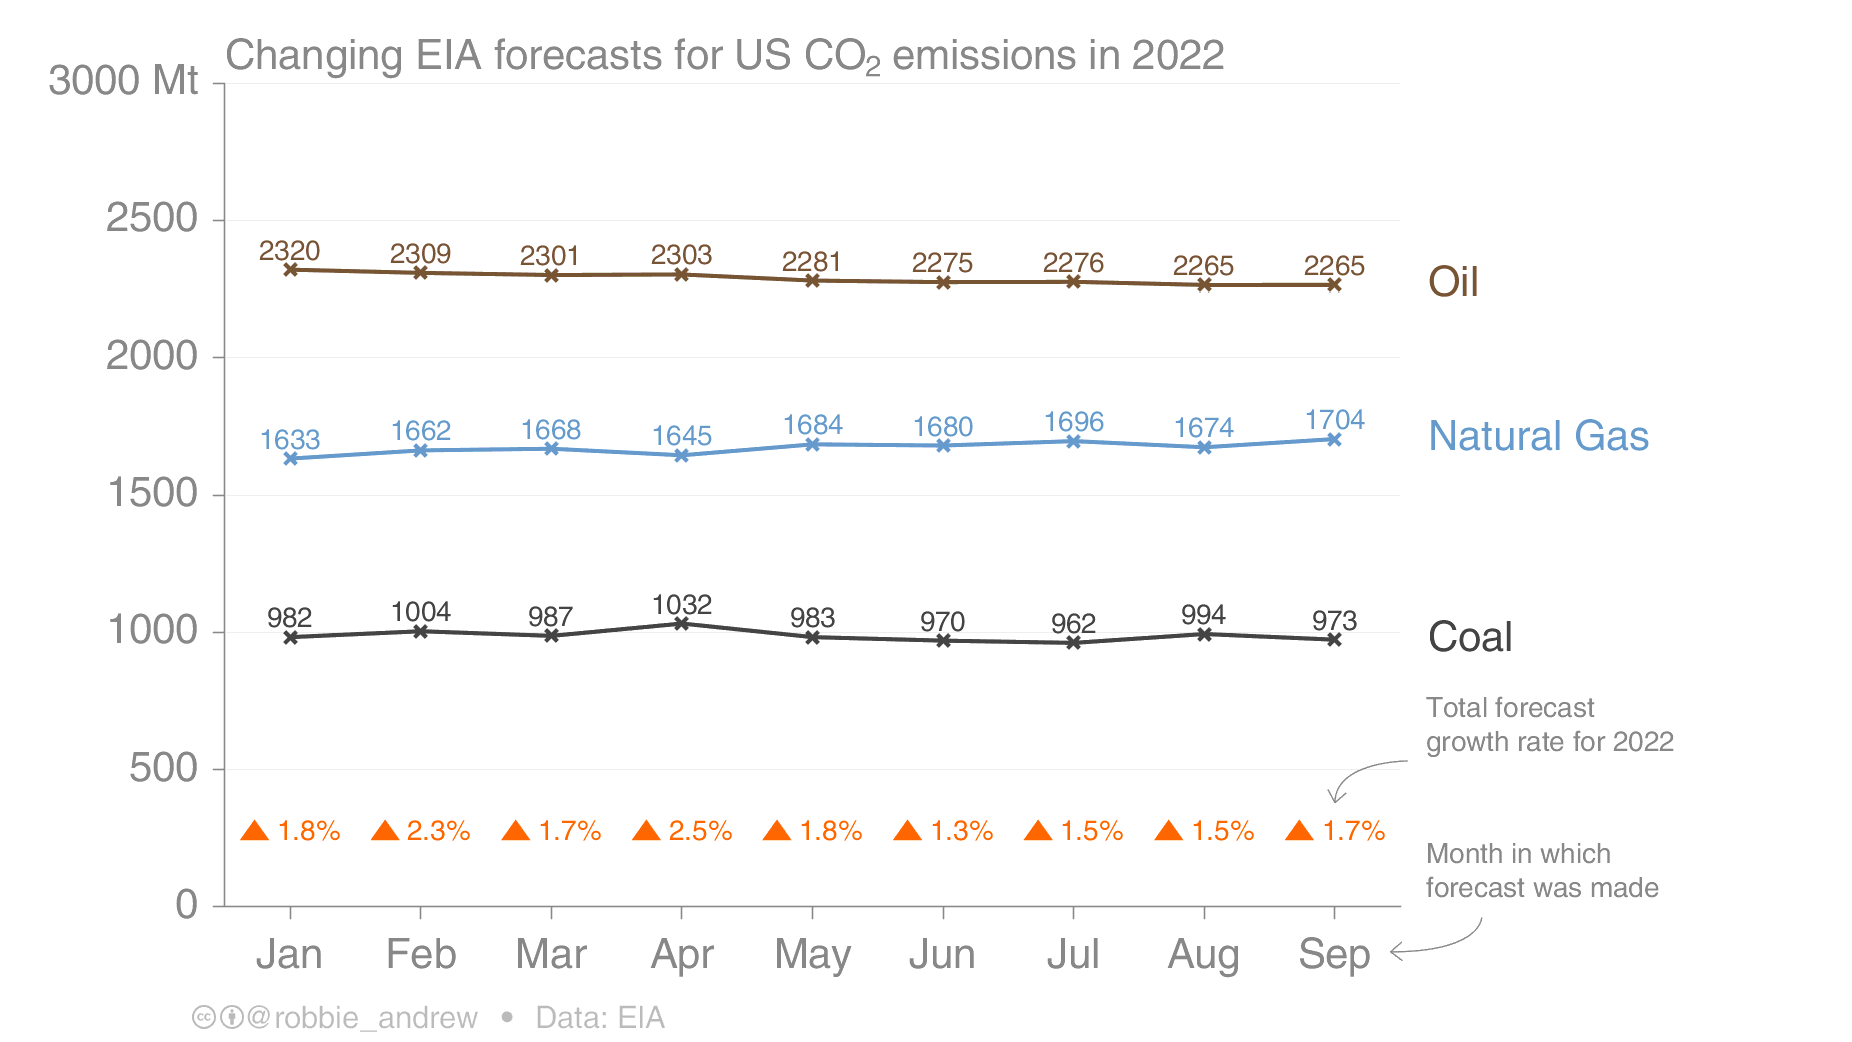 Changing EIA forecasts for US CO₂ emissions in 2022
3000 Mt
2500
2000
1500
1000
500
0
2320 2309 2301 2303 2281 2275 2276 2265 2265
Oil
1633 1662 1668 1645 1684 1680 1696 1674 1704
Natural Gas
982 1004 987 1032 983 970 962 994 973
Coal
Total forecast
growth rate for 2022
1.8% 2.3% 1.7% 2.5% 1.8% 1.3% 1.5% 1.5% 1.7%
Month in which
forecast was made
Jan Feb Mar Apr May Jun Jul Aug Sep
cc @robbie_andrew • Data: EIA